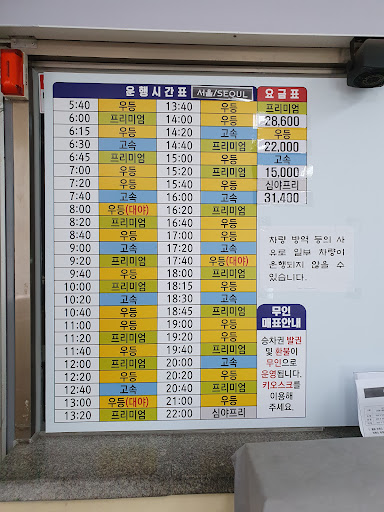 운행시간표 서울/SEOUL 요금표
5:40 우등 13:40 우등 프리미엄
6:00 프리미엄 14:00 우등 28,600
6:15 우등 14:20 고속 우등
6:30 고속 14:40 프리미엄 22,000
6:45 프리미엄 15:00 우등 고속
7:00 우등 15:20 우등 15,000
7:20 우등 15:40 우등 심야프리
7:40 고속 16:00 고속 31,400
8:00 우등(대야) 16:20 프리미엄
8:20 프리미엄 16:40 우등
8:40 우등 17:00 우등
9:00 고속 17:20 고속
9:20 프리미엄 17:40 우등(대야)
9:40 우등 18:00 프리미엄
10:00 프리미엄 18:15 우등
10:20 고속 18:30 고속
10:40 우등 18:45 프리미엄
11:00 우등 19:00 우등
11:20 우등 19:20 우등
11:40 프리미엄 19:40 프리미엄
12:00 프리미엄 20:00 우등
12:20 우등 20:20 우등
12:40 고속 20:40 프리미엄
13:00 우등(대야) 21:00 우등
13:20 프리미엄 22:00 심야프리
차량 방역 등의 사
유로 일부 차량이
운행되지 않을 수
있습니다.
무인
매표안내
승차권 발권
및 환불이
무인으로
운영됩니다.
키오스크를
이용해
주세요.